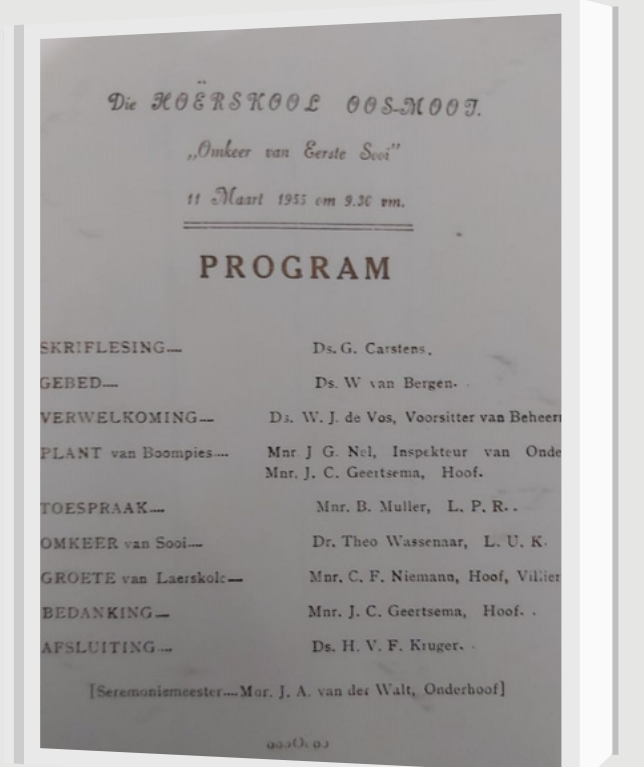 Die HOËRSKOOL OOS-MOOT.
„Omkeer van Eerste Sooi”
11 Maart 1955 om 9.30 vm.
PROGRAM
SKRIFLESING— Ds. G. Carstens.
GEBED— Ds. W van Bergen.
VERWELKOMING— Ds. W. J. de Vos, Voorsitter van Beheer
PLANT van Boompies— Mnr. J G. Nel, Inspekteur van Onde
Mnr. J. C. Geertsema, Hoof.
TOESPRAAK— Mnr. B. Muller, L. P. R..
OMKEER van Sooi— Dr. Theo Wassenaar, L. U. K.
GROETE van Laerskole— Mnr. C. F. Niemann, Hoof, Villier
BEDANKING— Mnr. J. C. Geertsema, Hoof.
AFSLUITING— Ds. H. V. F. Kruger.
[Seremoniemeester—Mnr. J. A. van der Walt, Onderhoof]